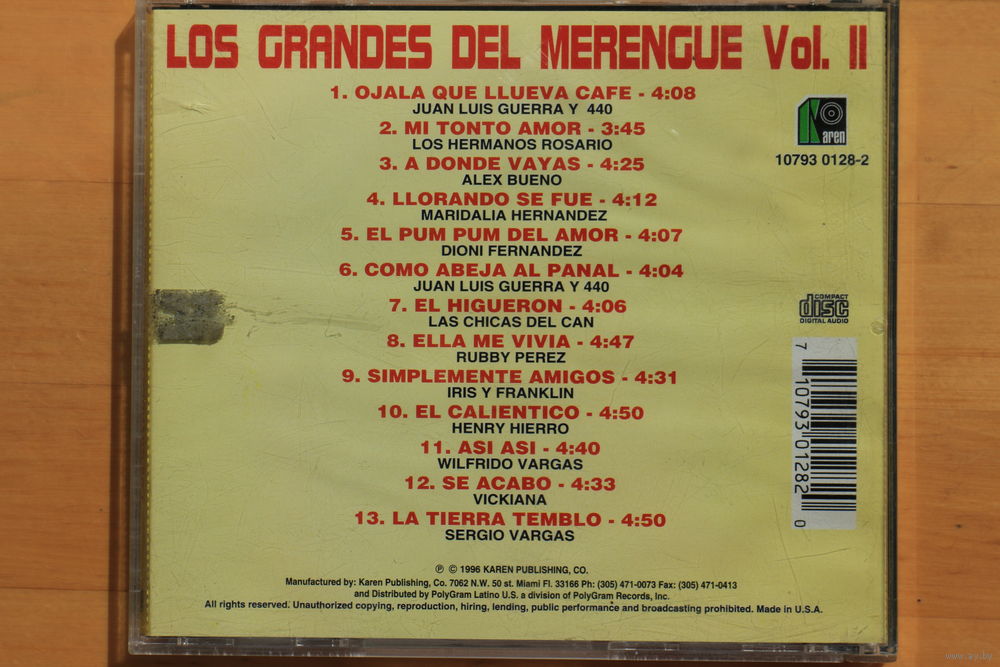 LOS GRANDES DEL MERENGUE Vol. II
1. OJALA QUE LLUEVA CAFE - 4:08
JUAN LUIS GUERRA Y 440
2. MI TONTO AMOR - 3:45
LOS HERMANOS ROSARIO
3. A DONDE VAYAS - 4:25
ALEX BUENO
4. LLORANDO SE FUE - 4:12
MARIDALIA HERNANDEZ
5. EL PUM PUM DEL AMOR - 4:07
DIONI FERNANDEZ
6. COMO ABEJA AL PANAL - 4:04
JUAN LUIS GUERRA Y 440
7. EL HIGUERON - 4:06
LAS CHICAS DEL CAN
8. ELLA ME VIVIA - 4:47
RUBBY PEREZ
9. SIMPLEMENTE AMIGOS - 4:31
IRIS Y FRANKLIN
10. EL CALIENTICO - 4:50
HENRY HIERRO
11. ASI ASI - 4:40
WILFRIDO VARGAS
12. SE ACABO - 4:33
VICKIANA
13. LA TIERRA TEMBLO - 4:50
SERGIO VARGAS
Karen
10793 0128-2
COMPACT
disc
DIGITAL AUDIO
7 10793 01282 0
℗ © 1996 KAREN PUBLISHING, CO.
Manufactured by: Karen Publishing, Co. 7062 N.W. 50 st. Miami Fl. 33166 Ph: (305) 471-0073 Fax: (305) 471-0413
and Distributed by PolyGram Latino U.S. a division of PolyGram Records, Inc.
All rights reserved. Unauthorized copying, reproduction, hiring, lending, public performance and broadcasting prohibited. Made in U.S.A.
www.ay.by